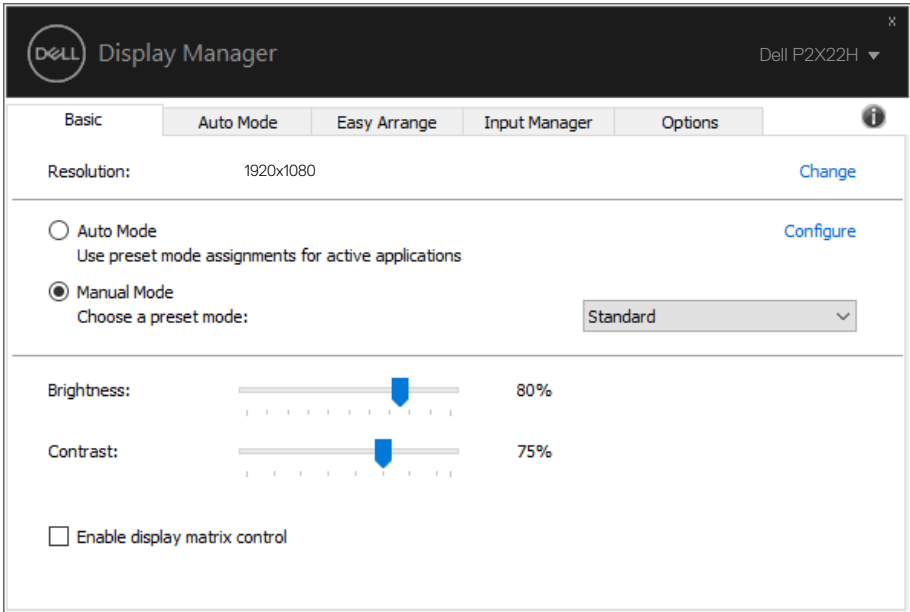 x
DELL Display Manager
Dell P2X22H
Basic Auto Mode Easy Arrange Input Manager Options
Resolution: 1920x1080 Change
Auto Mode Configure
Use preset mode assignments for active applications
Manual Mode
Choose a preset mode: Standard
Brightness: 80%
Contrast: 75%
Enable display matrix control